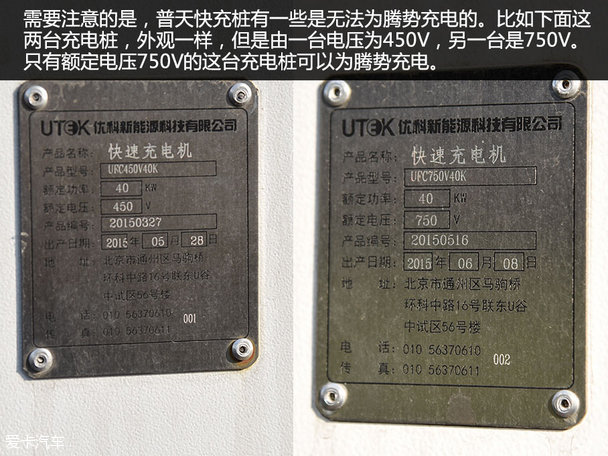 需要注意的是，普天快充桩有一些是无法为腾势充电的。比如下面这
两台充电桩，外观一样，但是由一台电压为450V，另一台是750V。
只有额定电压750V的这台充电桩可以为腾势充电。
UTEK 优科新能源科技有限公司
产品名称： 快速充电机
产品型号： UFC450V40K
额定功率： 40 KW
额定电压： 450 V
产品编号： 20150327
出产日期： 2015 年 05 月 28 日
地 址： 北京市通州区马驹桥
环科中路16号联东U谷
中试区56号楼
电 话： 010 56370610
传 真： 010 56370611
001
UTEK 优科新能源科技有限公司
产品名称： 快速充电机
产品型号： UFC750V40K
额定功率： 40 KW
额定电压： 750 V
产品编号： 20150516
出产日期： 2015 年 06 月 08 日
地 址： 北京市通州区马驹桥
环科中路16号联东U谷
中试区56号楼
电 话： 010 56370610
传 真： 010 56370611
002
爱卡汽车